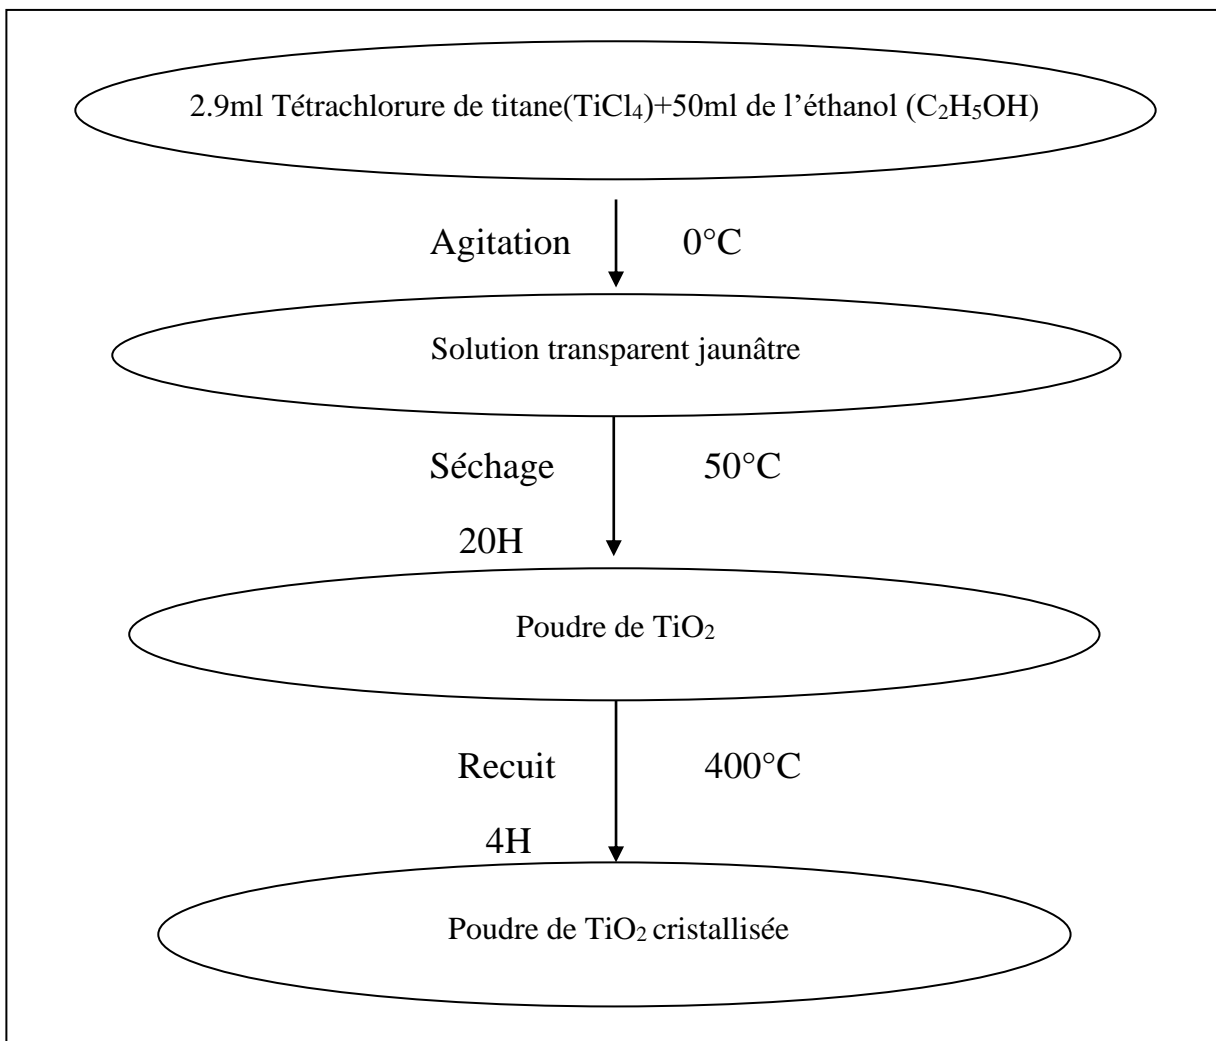 2.9ml Tétrachlorure de titane(TiCl₄)+50ml de l’éthanol (C₂H₅OH)
Agitation 0°C
Solution transparent jaunâtre
Séchage 50°C
20H
Poudre de TiO₂
Recuit 400°C
4H
Poudre de TiO₂ cristallisée